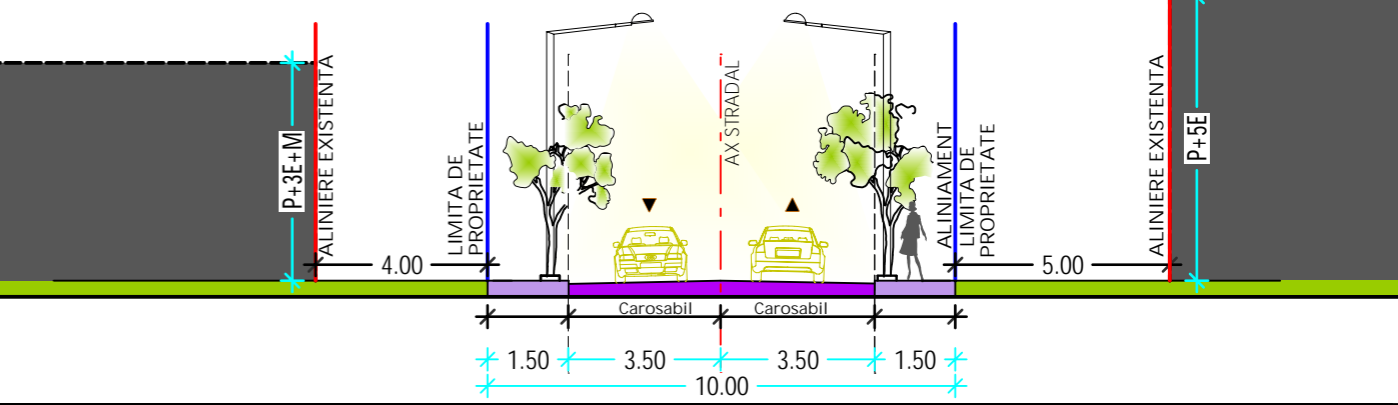 P+3E+M
ALINIERE EXISTENTA
4.00
LIMITA DE
PROPRIETATE
AX STRADAL
ALINIAMENT
LIMITA DE
PROPRIETATE
5.00
ALINIERE EXISTENTA
P+5E
Carosabil
Carosabil
1.50
3.50
3.50
1.50
10.00